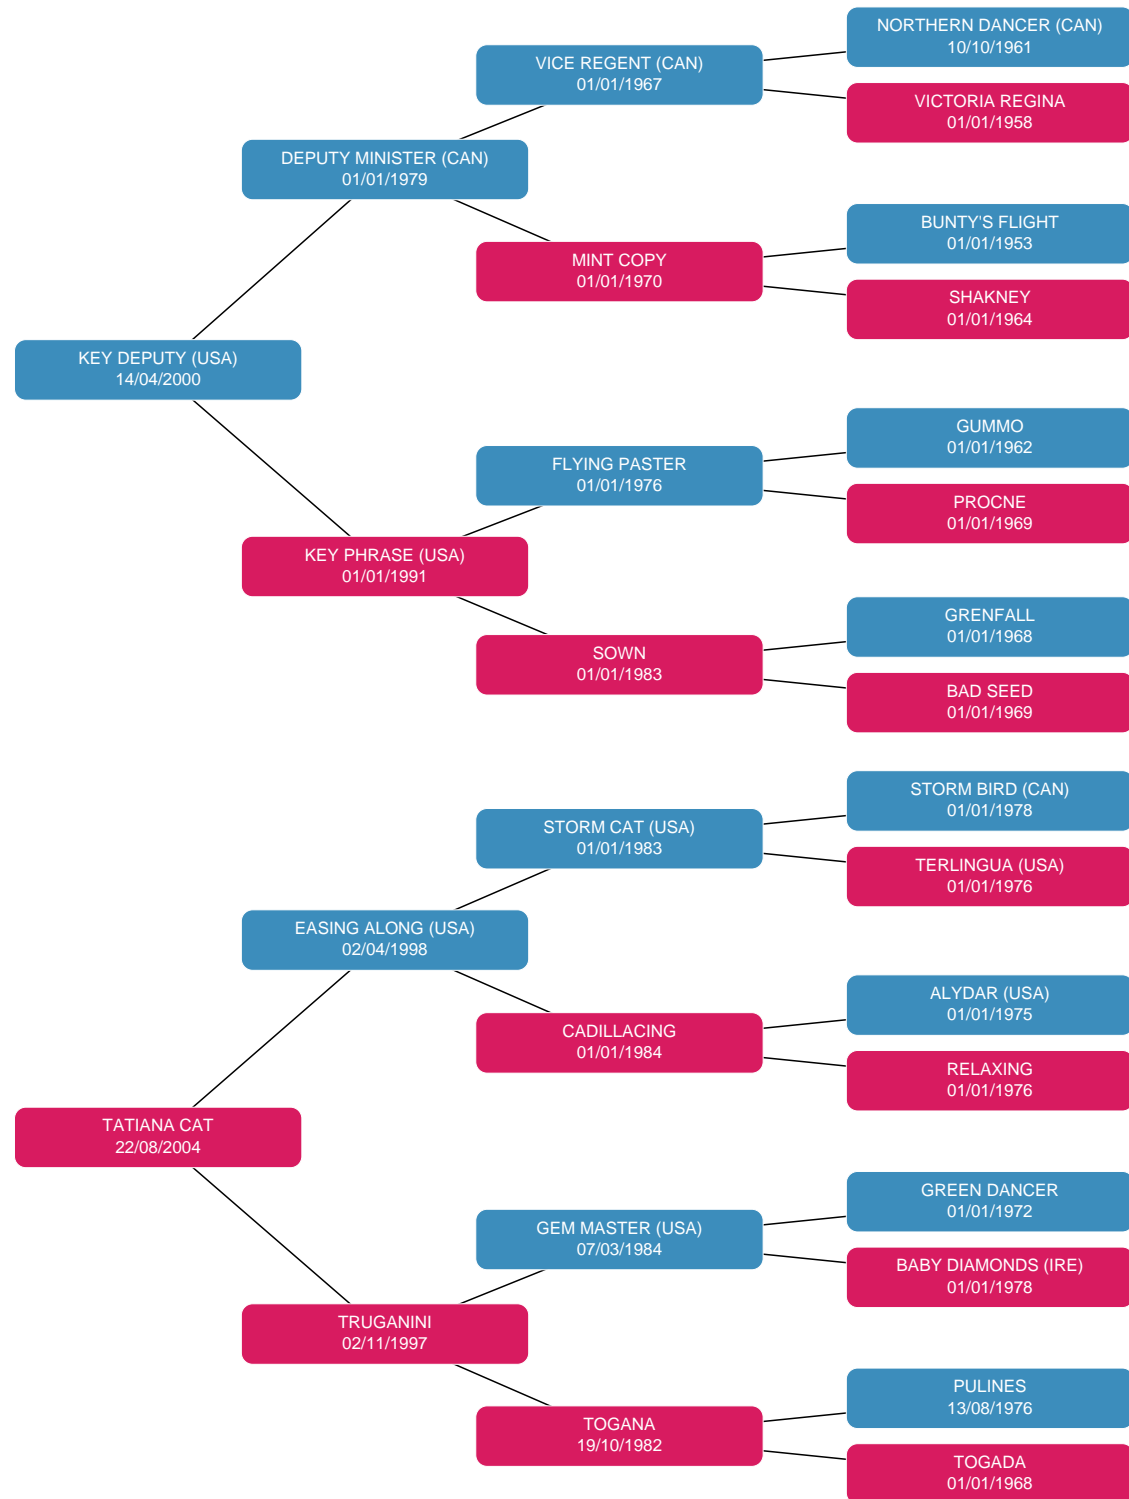 NORTHERN DANCER (CAN)
10/10/1961
VICE REGENT (CAN)
01/01/1967
VICTORIA REGINA
01/01/1958
DEPUTY MINISTER (CAN)
01/01/1979
BUNTY'S FLIGHT
01/01/1953
MINT COPY
01/01/1970
SHAKNEY
01/01/1964
KEY DEPUTY (USA)
14/04/2000
GUMMO
01/01/1962
FLYING PASTER
01/01/1976
PROCNE
01/01/1969
KEY PHRASE (USA)
01/01/1991
GRENFALL
01/01/1968
SOWN
01/01/1983
BAD SEED
01/01/1969
STORM BIRD (CAN)
01/01/1978
STORM CAT (USA)
01/01/1983
TERLINGUA (USA)
01/01/1976
EASING ALONG (USA)
02/04/1998
ALYDAR (USA)
01/01/1975
CADILLACING
01/01/1984
RELAXING
01/01/1976
TATIANA CAT
22/08/2004
GREEN DANCER
01/01/1972
GEM MASTER (USA)
07/03/1984
BABY DIAMONDS (IRE)
01/01/1978
TRUGANINI
02/11/1997
PULINES
13/08/1976
TOGANA
19/10/1982
TOGADA
01/01/1968